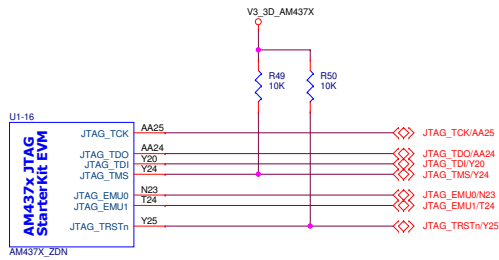 V3_3D_AM437X
R49
10K
R50
10K
U1-16
AM437x JTAG
StarterKit EVM
JTAG_TCK AA25 JTAG_TCK/AA25
JTAG_TDO AA24 JTAG_TDO/AA24
JTAG_TDI Y20 JTAG_TDI/Y20
JTAG_TMS Y24 JTAG_TMS/Y24
JTAG_EMU0 N23 JTAG_EMU0/N23
JTAG_EMU1 T24 JTAG_EMU1/T24
JTAG_TRSTn Y25 JTAG_TRSTn/Y25
AM437X_ZDN